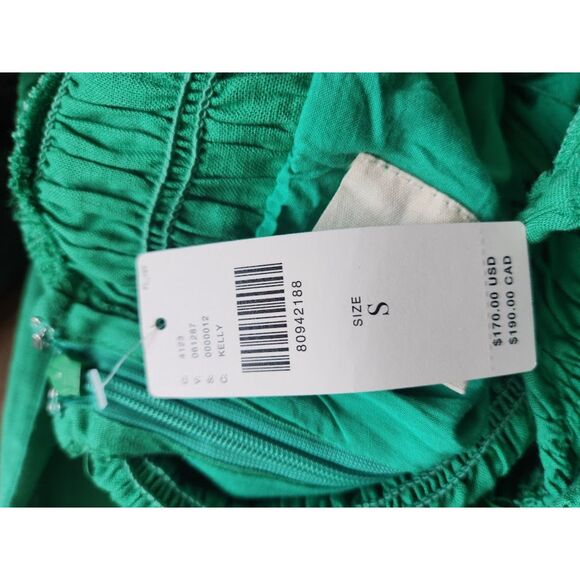 4123
V: 061287
S: 0000012
C: KELLY
80942188
SIZE
S
$170.00 USD
$190.00 CAD